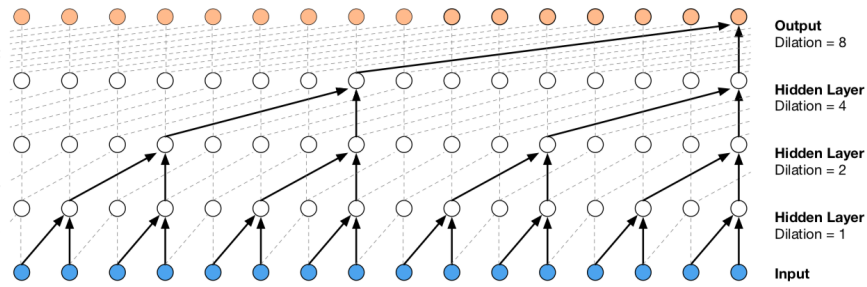 Output
Dilation = 8
Hidden Layer
Dilation = 4
Hidden Layer
Dilation = 2
Hidden Layer
Dilation = 1
Input